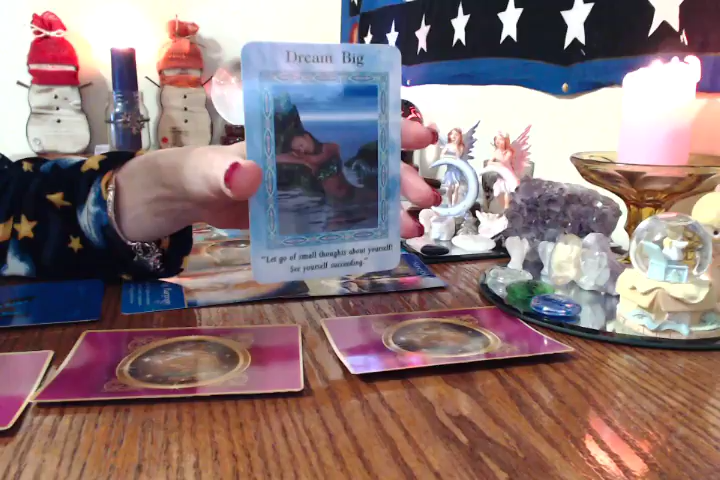 Dream Big
"Let go of small thoughts about yourself!
See yourself succeeding."